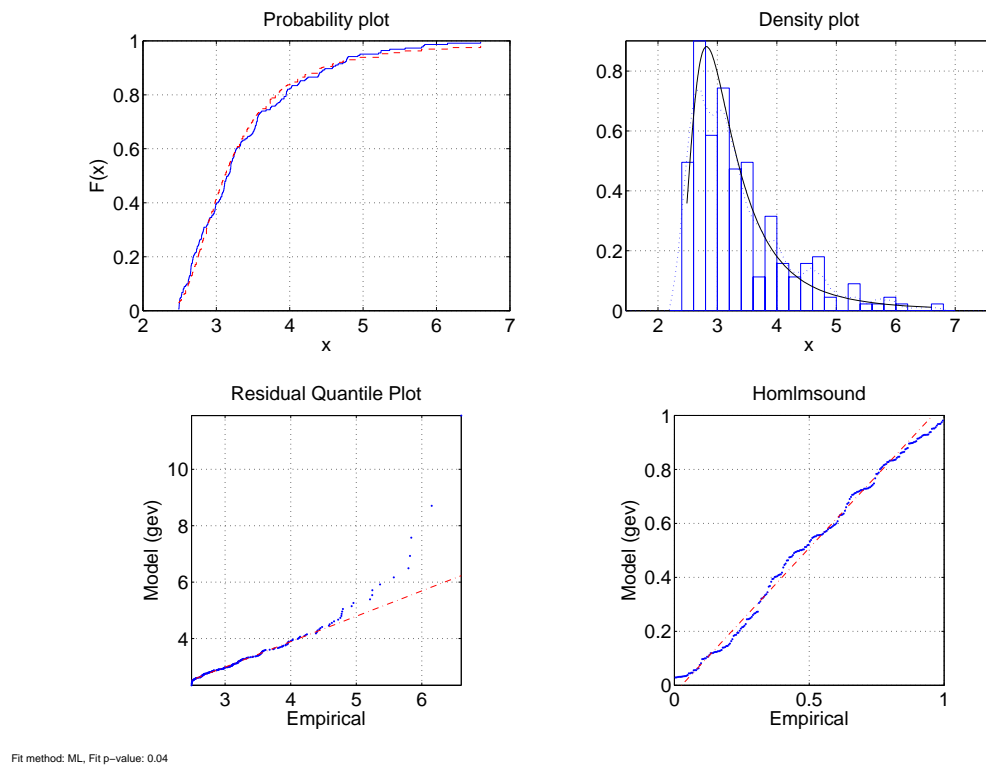 Probability plot
F(x)
1
0.8
0.6
0.4
0.2
0
2 3 4 5 6 7
x
Density plot
0.8
0.6
0.4
0.2
0
2 3 4 5 6 7
x
Residual Quantile Plot
Model (gev)
10
8
6
4
3 4 5 6
Empirical
Homlmsound
Model (gev)
1
0.8
0.6
0.4
0.2
0
0 0.5 1
Empirical
Fit method: ML, Fit p−value: 0.04